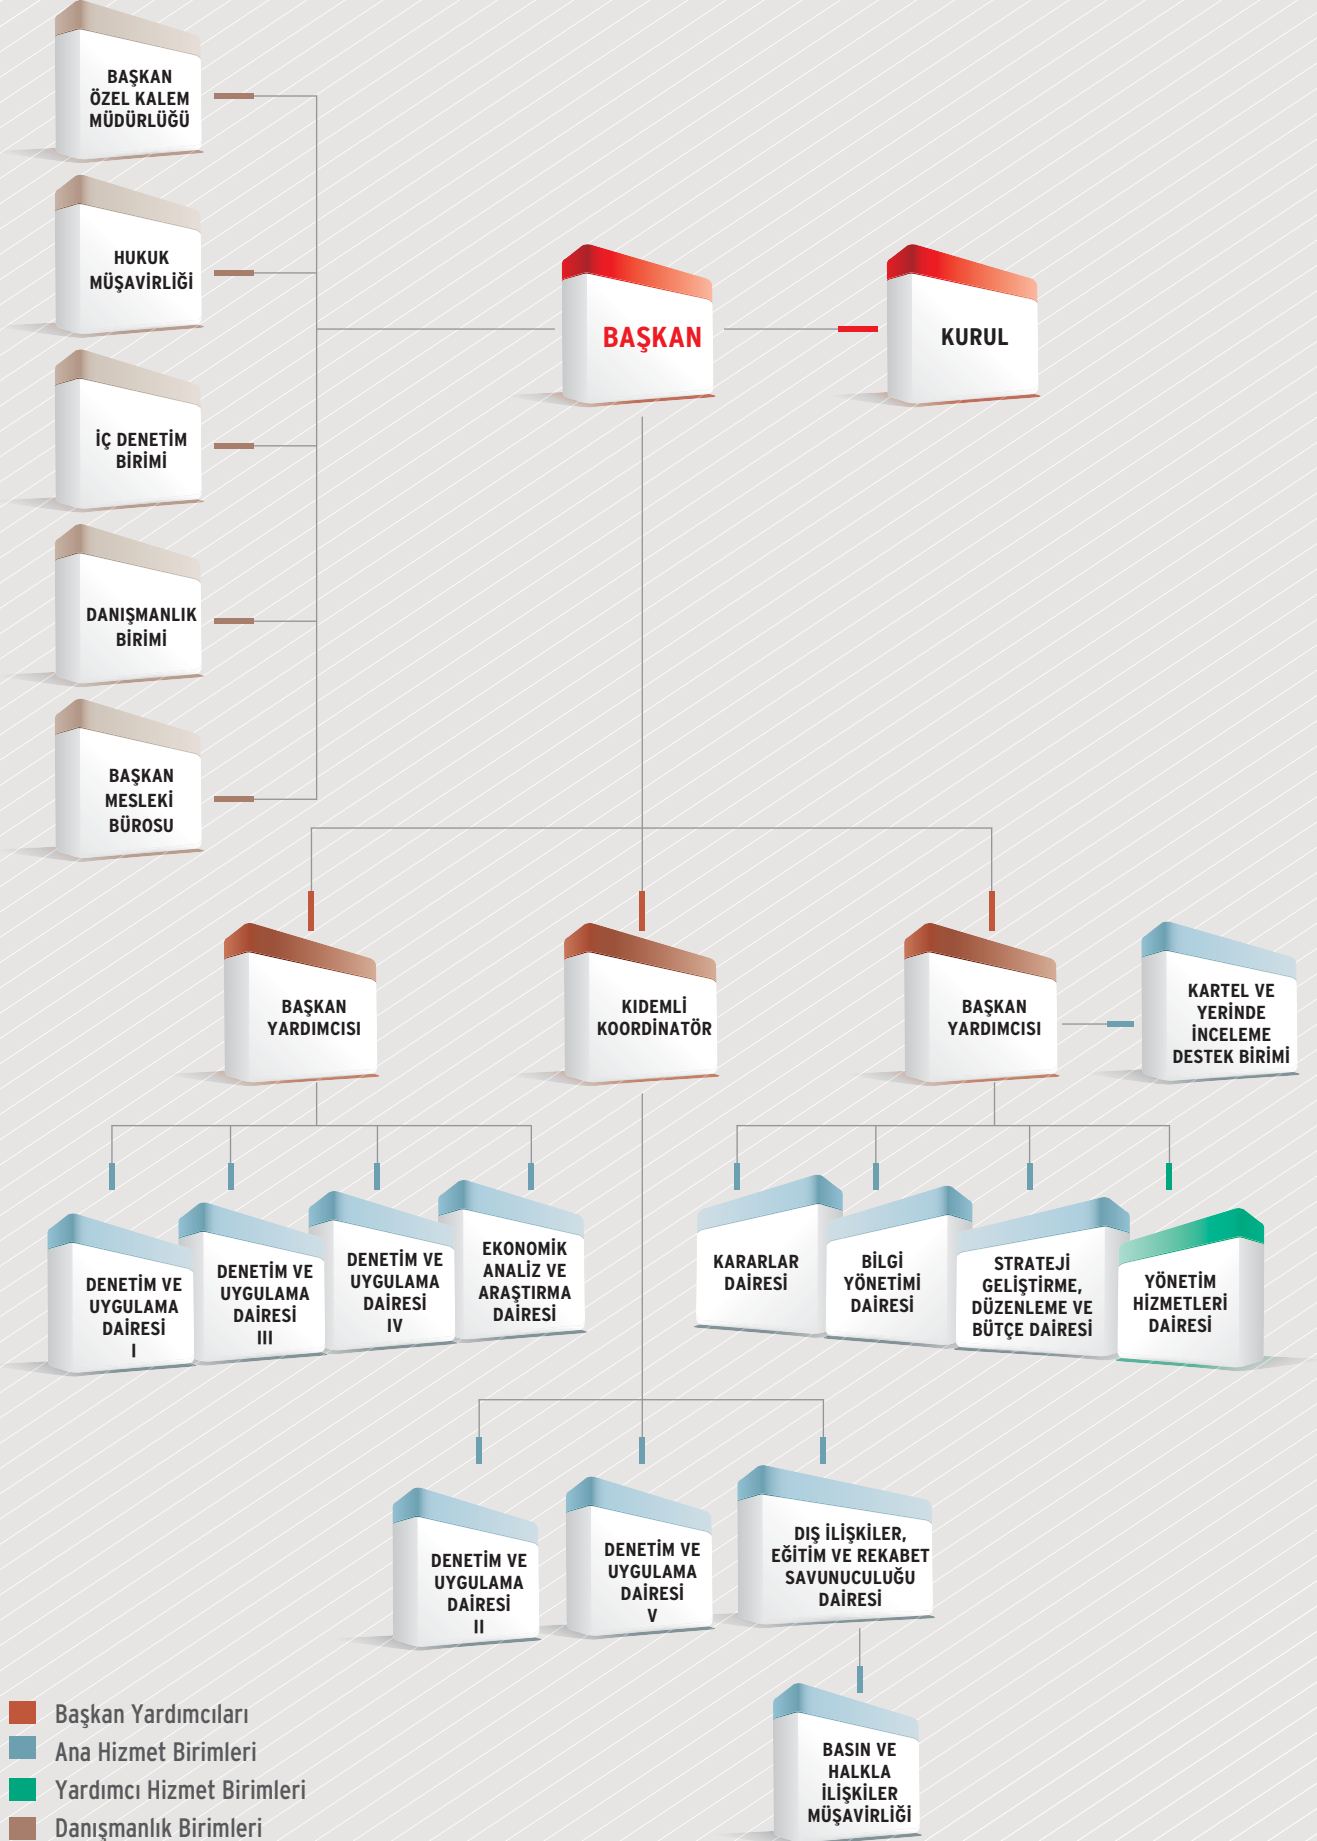 BAŞKAN
ÖZEL KALEM
MÜDÜRLÜĞÜ
HUKUK
MÜŞAVİRLİĞİ
İÇ DENETİM
BİRİMİ
DANIŞMANLIK
BİRİMİ
BAŞKAN
MESLEKİ
BÜROSU
BAŞKAN
KURUL
BAŞKAN
YARDIMCISI
KIDEMLİ
KOORDİNATÖR
BAŞKAN
YARDIMCISI
KARTEL VE
YERİNDE
İNCELEME
DESTEK BİRİMİ
DENETİM VE
UYGULAMA
DAİRESİ
I
DENETİM VE
UYGULAMA
DAİRESİ
III
DENETİM VE
UYGULAMA
DAİRESİ
IV
EKONOMİK
ANALİZ VE
ARAŞTIRMA
DAİRESİ
KARARLAR
DAİRESİ
BİLGİ
YÖNETİMİ
DAİRESİ
STRATEJİ
GELİŞTİRME,
DÜZENLEME VE
BÜTÇE DAİRESİ
YÖNETİM
HİZMETLERİ
DAİRESİ
DENETİM VE
UYGULAMA
DAİRESİ
II
DENETİM VE
UYGULAMA
DAİRESİ
V
DIŞ İLİŞKİLER,
EĞİTİM VE REKABET
SAVUNUCULUĞU
DAİRESİ
BASIN VE
HALKLA
İLİŞKİLER
MÜŞAVİRLİĞİ
Başkan Yardımcıları
Ana Hizmet Birimleri
Yardımcı Hizmet Birimleri
Danışmanlık Birimleri